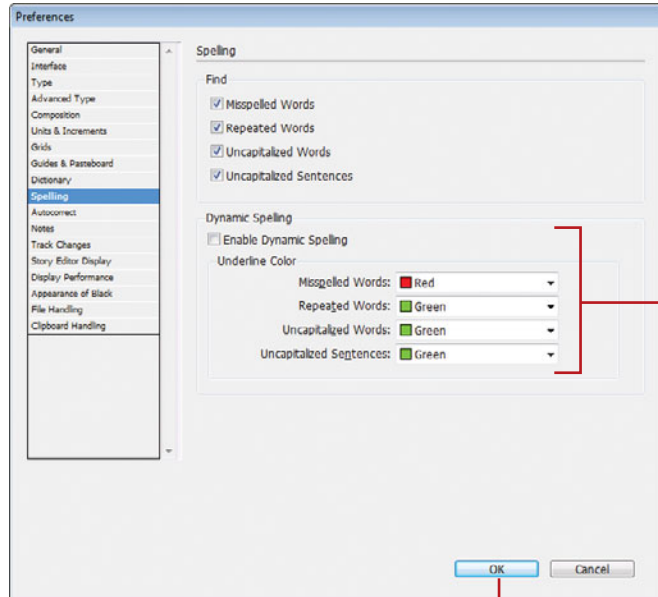 Preferences
General
Interface
Type
Advanced Type
Composition
Units & Increments
Grids
Guides & Pasteboard
Dictionary
Spelling
Autocorrect
Notes
Track Changes
Story Editor Display
Display Performance
Appearance of Black
File Handling
Clipboard Handling
Spelling
Find
Misspelled Words
Repeated Words
Uncapitalized Words
Uncapitalized Sentences
Dynamic Spelling
Enable Dynamic Spelling
Underline Color
Misspelled Words: Red
Repeated Words: Green
Uncapitalized Words: Green
Uncapitalized Sentences: Green
OK Cancel